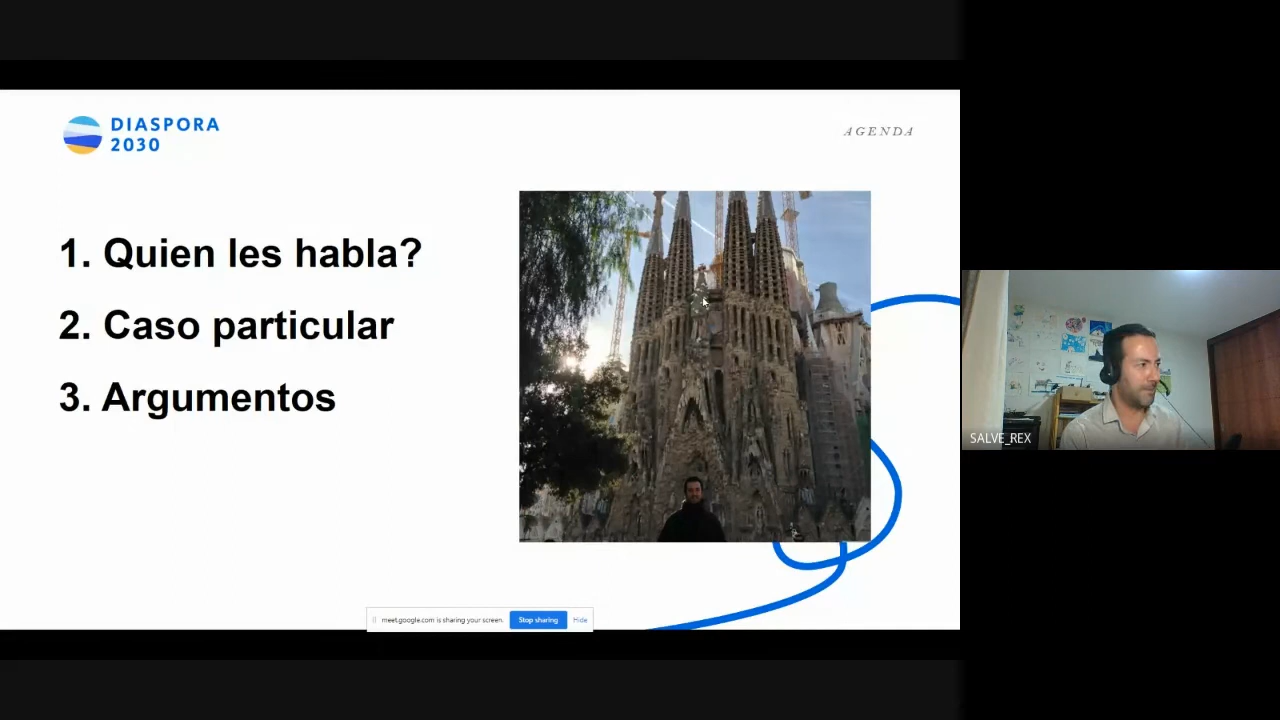 DIASPORA
2030
AGENDA
1. Quien les habla?
2. Caso particular
3. Argumentos
SALVE_REX
meet.google.com is sharing your screen.
Stop sharing
Hide